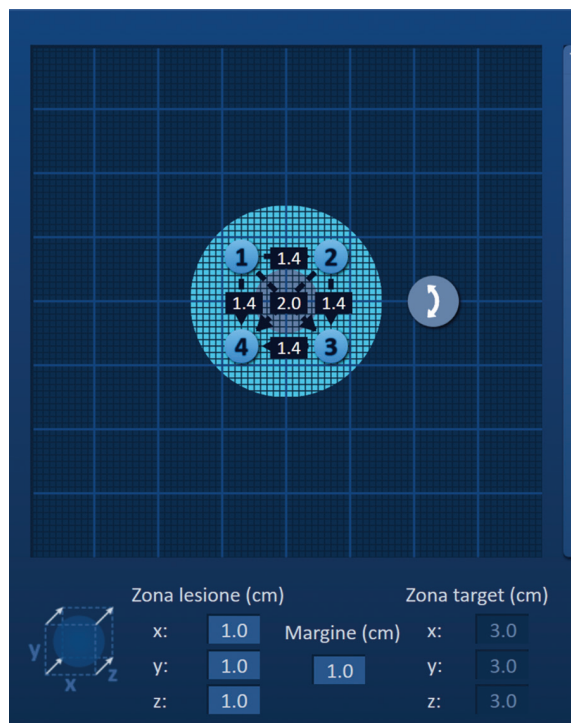 1 1.4 2
1.4 2.0 1.4
4 1.4 3
Zona lesione (cm) Zona target (cm)
x: 1.0 Margine (cm) x: 3.0
y: 1.0 1.0 y: 3.0
z: 1.0 z: 3.0
y
x
z